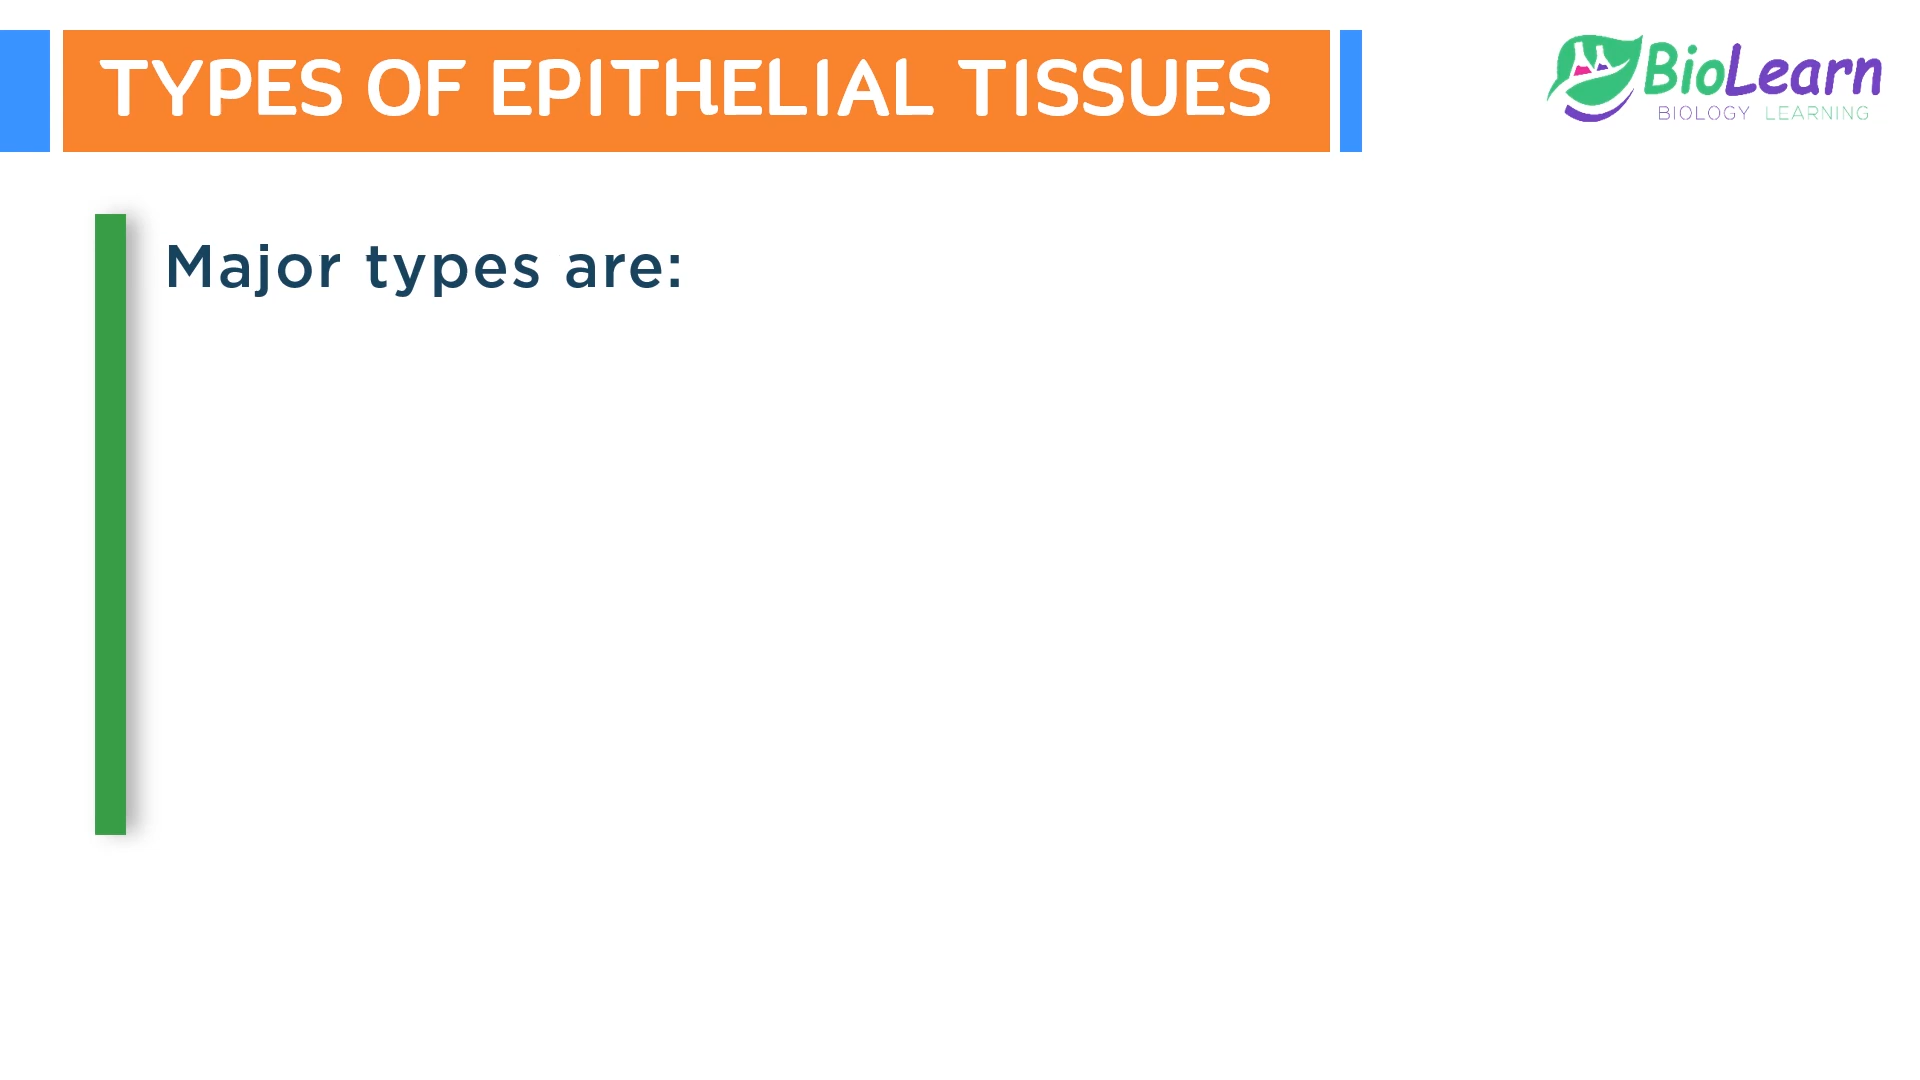 TYPES OF EPITHELIAL TISSUES
BioLearn
BIOLOGY LEARNING
Major types are: